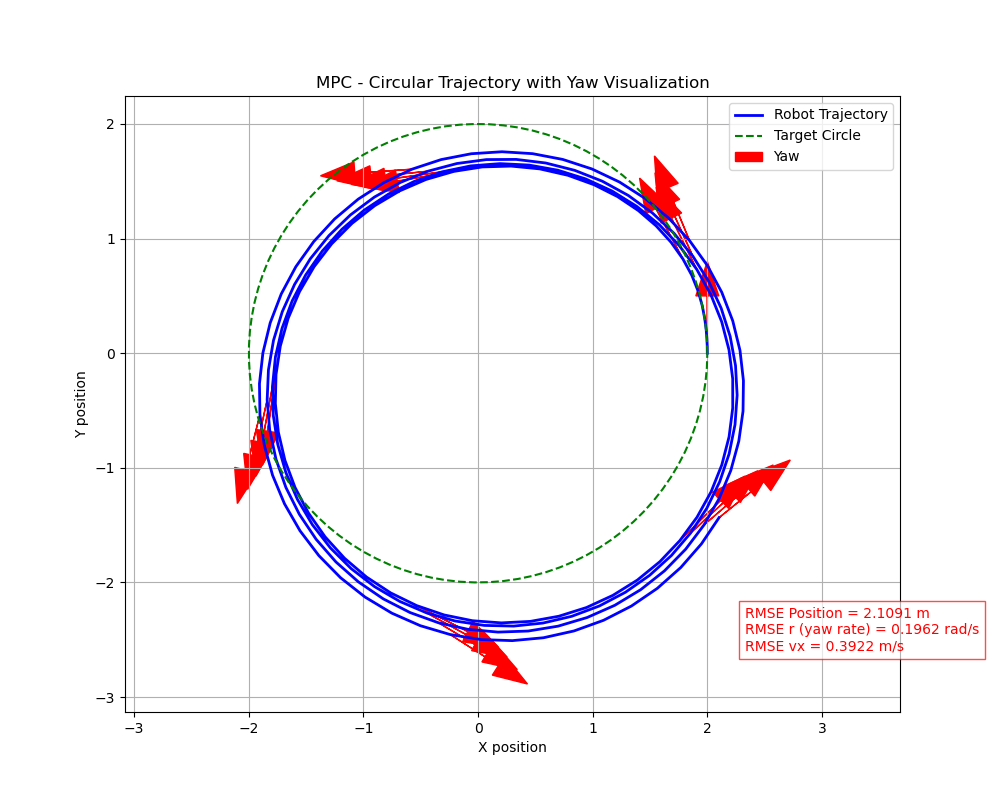 MPC - Circular Trajectory with Yaw Visualization
Robot Trajectory
Target Circle
Yaw
2
1
0
−1
−2
−3
Y position
RMSE Position = 2.1091 m
RMSE r (yaw rate) = 0.1962 rad/s
RMSE vx = 0.3922 m/s
−3 −2 −1 0 1 2 3
X position